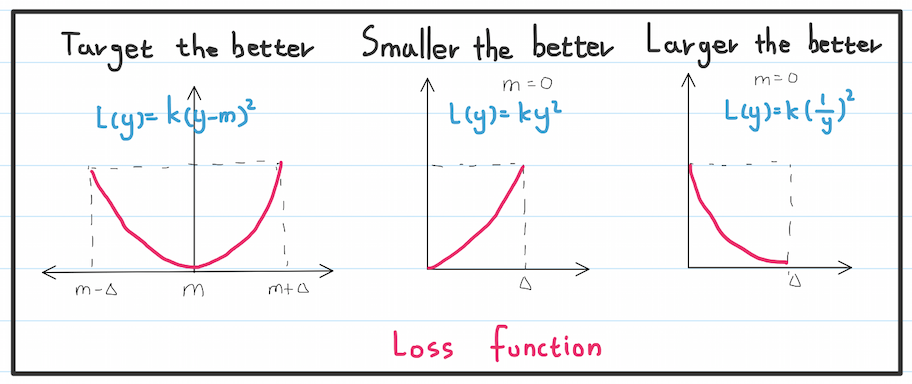 Target the better
L(y)= k(y-m)²
m-Δ
m
m+Δ
Smaller the better
m=0
L(y)= ky²
Δ
Larger the better
m=0
L(y)=k(1/y)²
Δ
Loss function